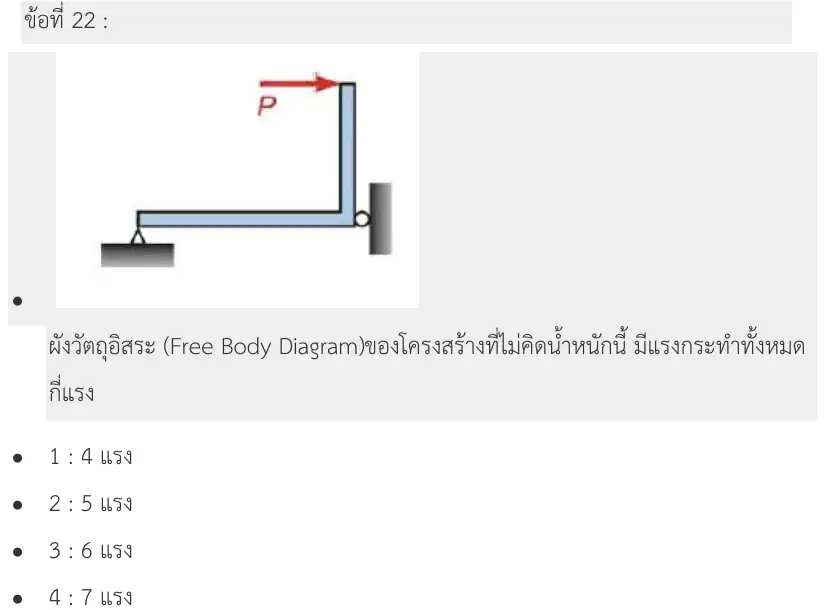 ข้อที่ 22 :
P
ผังวัตถุอิสระ (Free Body Diagram)ของโครงสร้างที่ไม่คิดน้ำหนักนี้ มีแรงกระทำทั้งหมด
กี่แรง
1 : 4 แรง
2 : 5 แรง
3 : 6 แรง
4 : 7 แรง